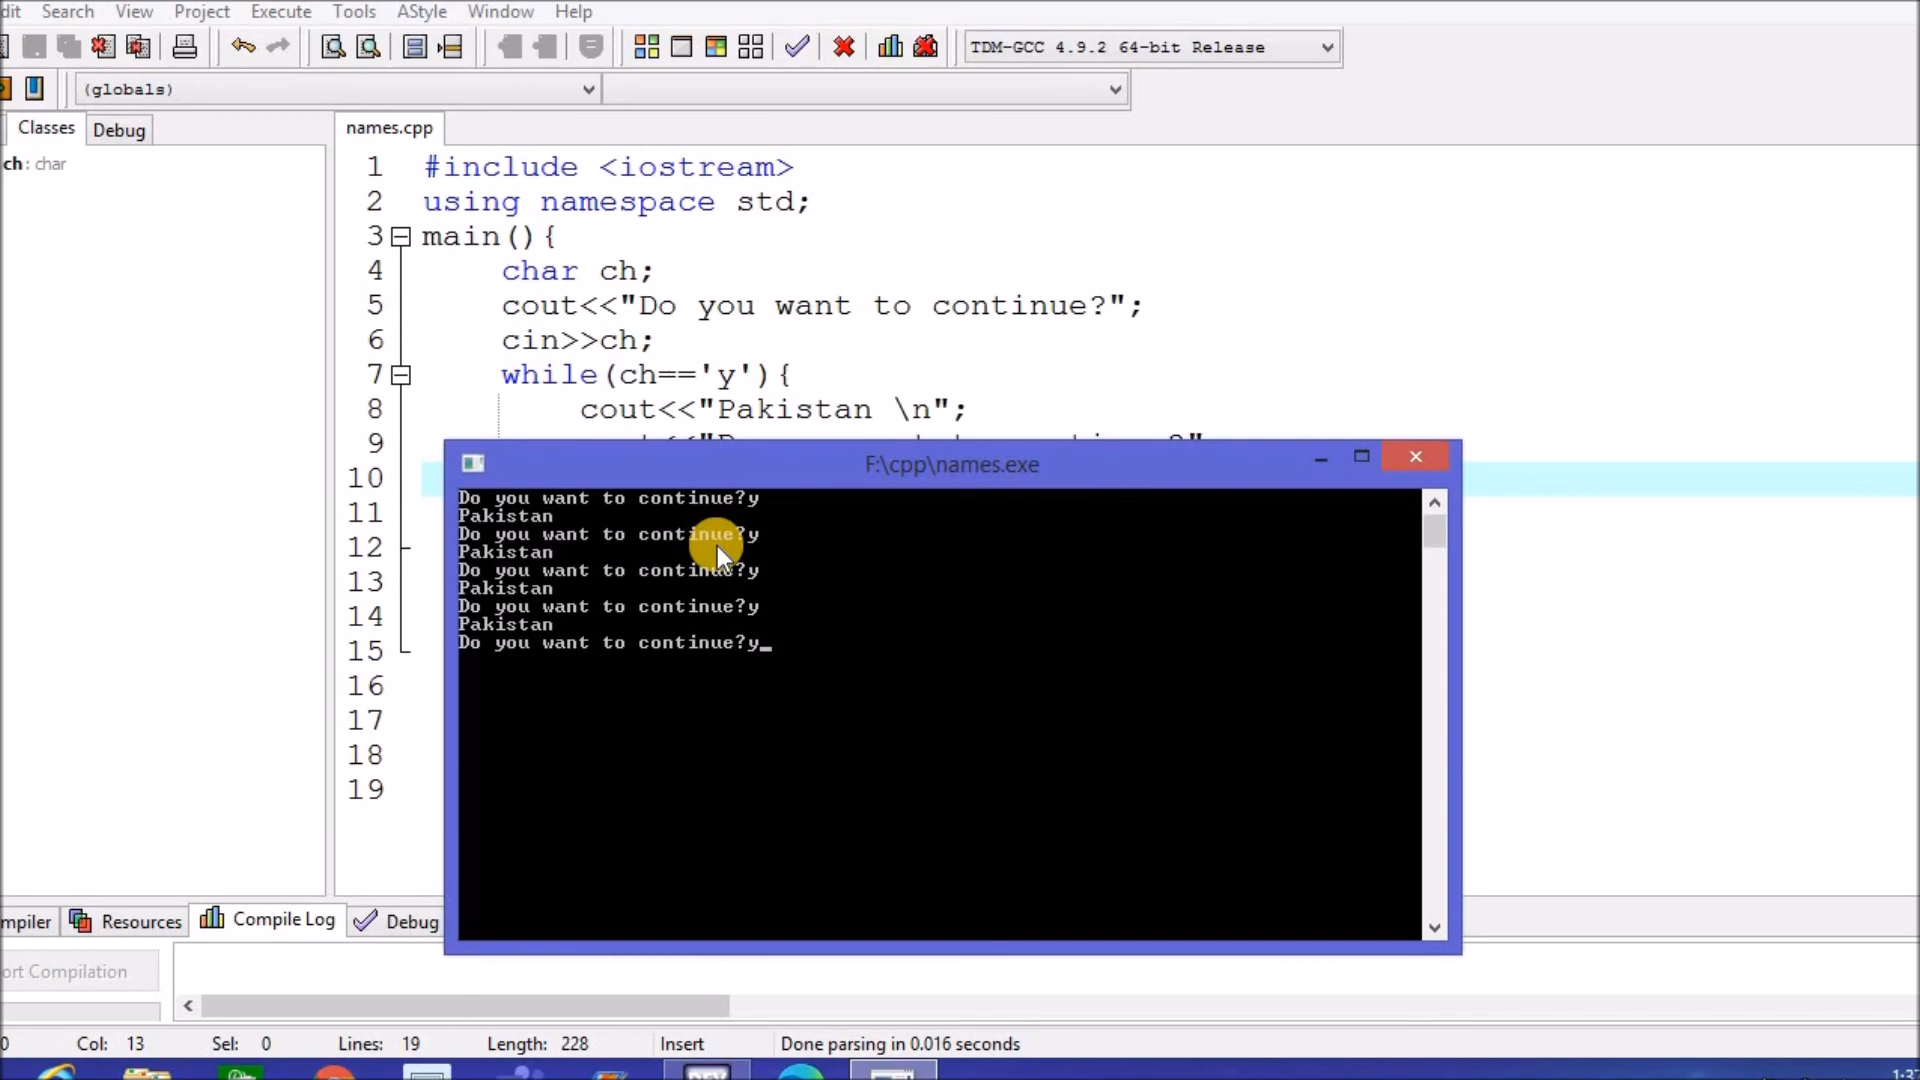 Search View Project Execute Tools AStyle Window Help
TDM-GCC 4.9.2 64-bit Release
(globals)
Classes Debug
names.cpp
ch : char
1 #include <iostream>
2 using namespace std;
3 main(){
4 char ch;
5 cout<<"Do you want to continue?";
6 cin>>ch;
7 while(ch=='y'){
8 cout<<"Pakistan \n";
9
10
11
12
13
14
15
16
17
18
19
F:\cpp\names.exe
Do you want to continue?y
Pakistan
Do you want to continue?y
Pakistan
Do you want to continue?y
Pakistan
Do you want to continue?y
Pakistan
Do you want to continue?y_
Resources Compile Log Debug
Compilation
Col: 13 Sel: 0 Lines: 19 Length: 228 Insert Done parsing in 0.016 seconds
DEV